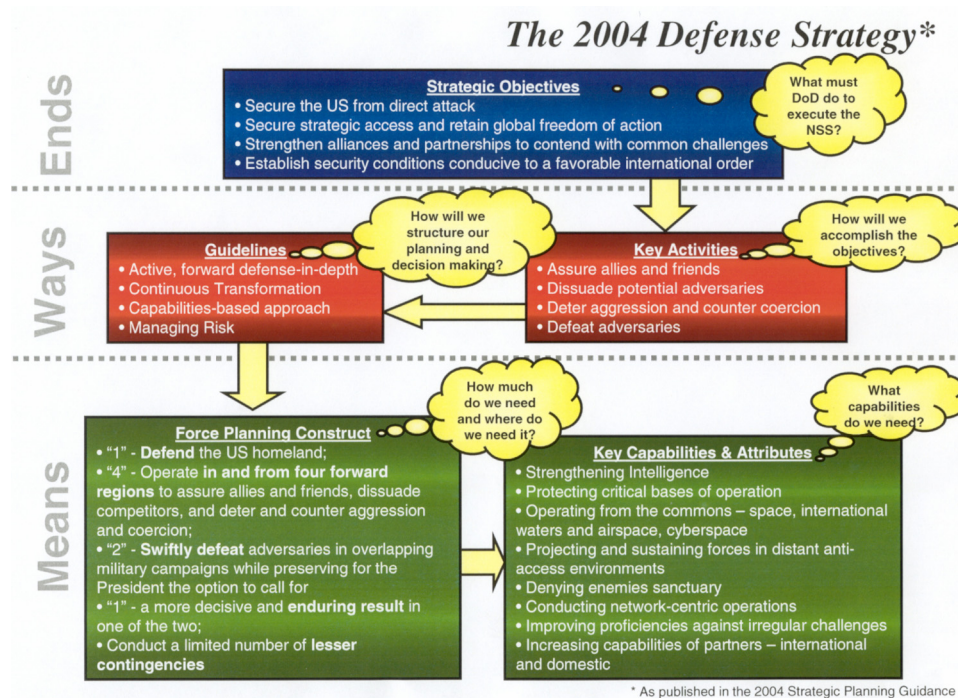 The 2004 Defense Strategy*
Ends
Strategic Objectives
• Secure the US from direct attack
• Secure strategic access and retain global freedom of action
• Strengthen alliances and partnerships to contend with common challenges
• Establish security conditions conducive to a favorable international order
What must
DoD do to
execute the
NSS?
Ways
Guidelines
• Active, forward defense-in-depth
• Continuous Transformation
• Capabilities-based approach
• Managing Risk
How will we
structure our
planning and
decision making?
Key Activities
• Assure allies and friends
• Dissuade potential adversaries
• Deter aggression and counter coercion
• Defeat adversaries
How will we
accomplish the
objectives?
Means
Force Planning Construct
• “1” - Defend the US homeland;
• “4” - Operate in and from four forward
regions to assure allies and friends, dissuade
competitors, and deter and counter aggression
and coercion;
• “2” - Swiftly defeat adversaries in overlapping
military campaigns while preserving for the
President the option to call for
• “1” - a more decisive and enduring result in
one of the two;
• Conduct a limited number of lesser
contingencies
How much
do we need
and where do
we need it?
Key Capabilities & Attributes
• Strengthening Intelligence
• Protecting critical bases of operation
• Operating from the commons – space, international
waters and airspace, cyberspace
• Projecting and sustaining forces in distant anti-
access environments
• Denying enemies sanctuary
• Conducting network-centric operations
• Improving proficiencies against irregular challenges
• Increasing capabilities of partners – international
and domestic
What
capabilities
do we need?
* As published in the 2004 Strategic Planning Guidance